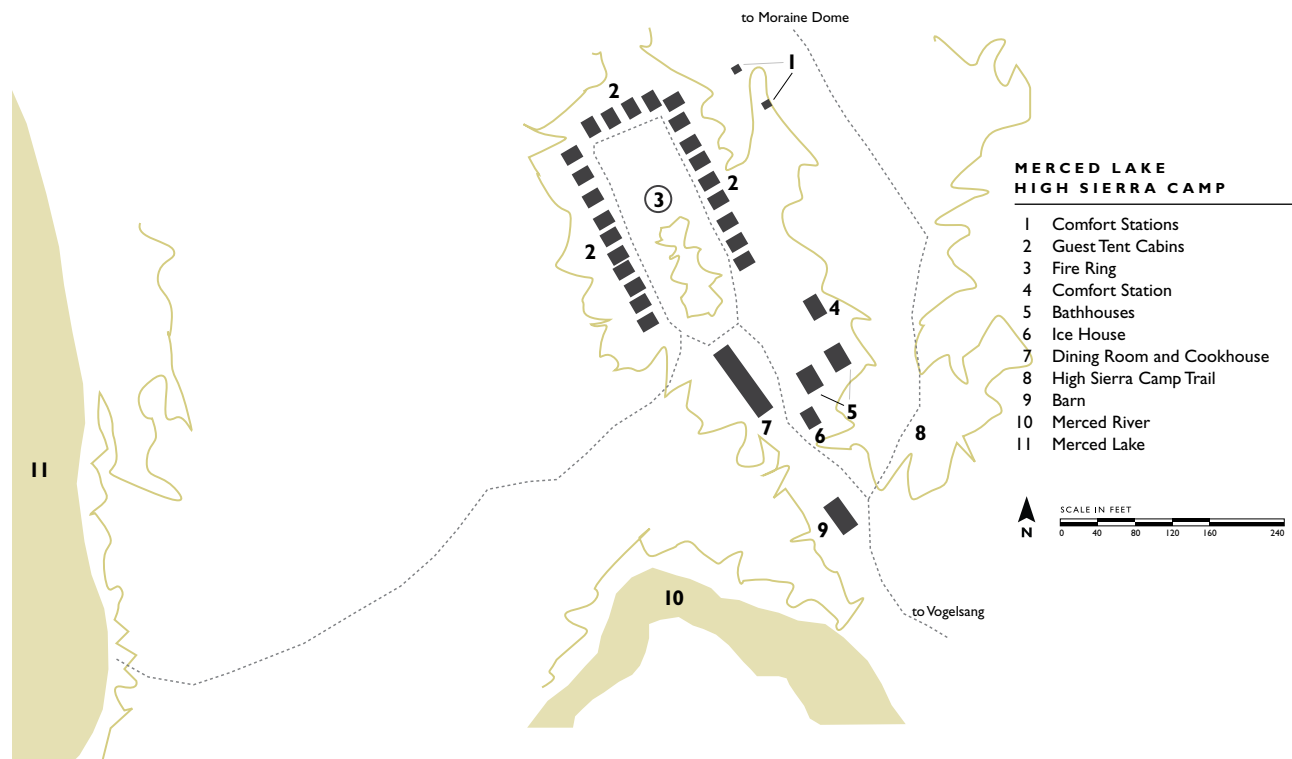 to Moraine Dome
1
2
2
3
2
4
5
6
7
8
9
10
11
to Vogelsang
MERCED LAKE
HIGH SIERRA CAMP
1 Comfort Stations
2 Guest Tent Cabins
3 Fire Ring
4 Comfort Station
5 Bathhouses
6 Ice House
7 Dining Room and Cookhouse
8 High Sierra Camp Trail
9 Barn
10 Merced River
11 Merced Lake
N
SCALE IN FEET
0 40 80 120 160 240